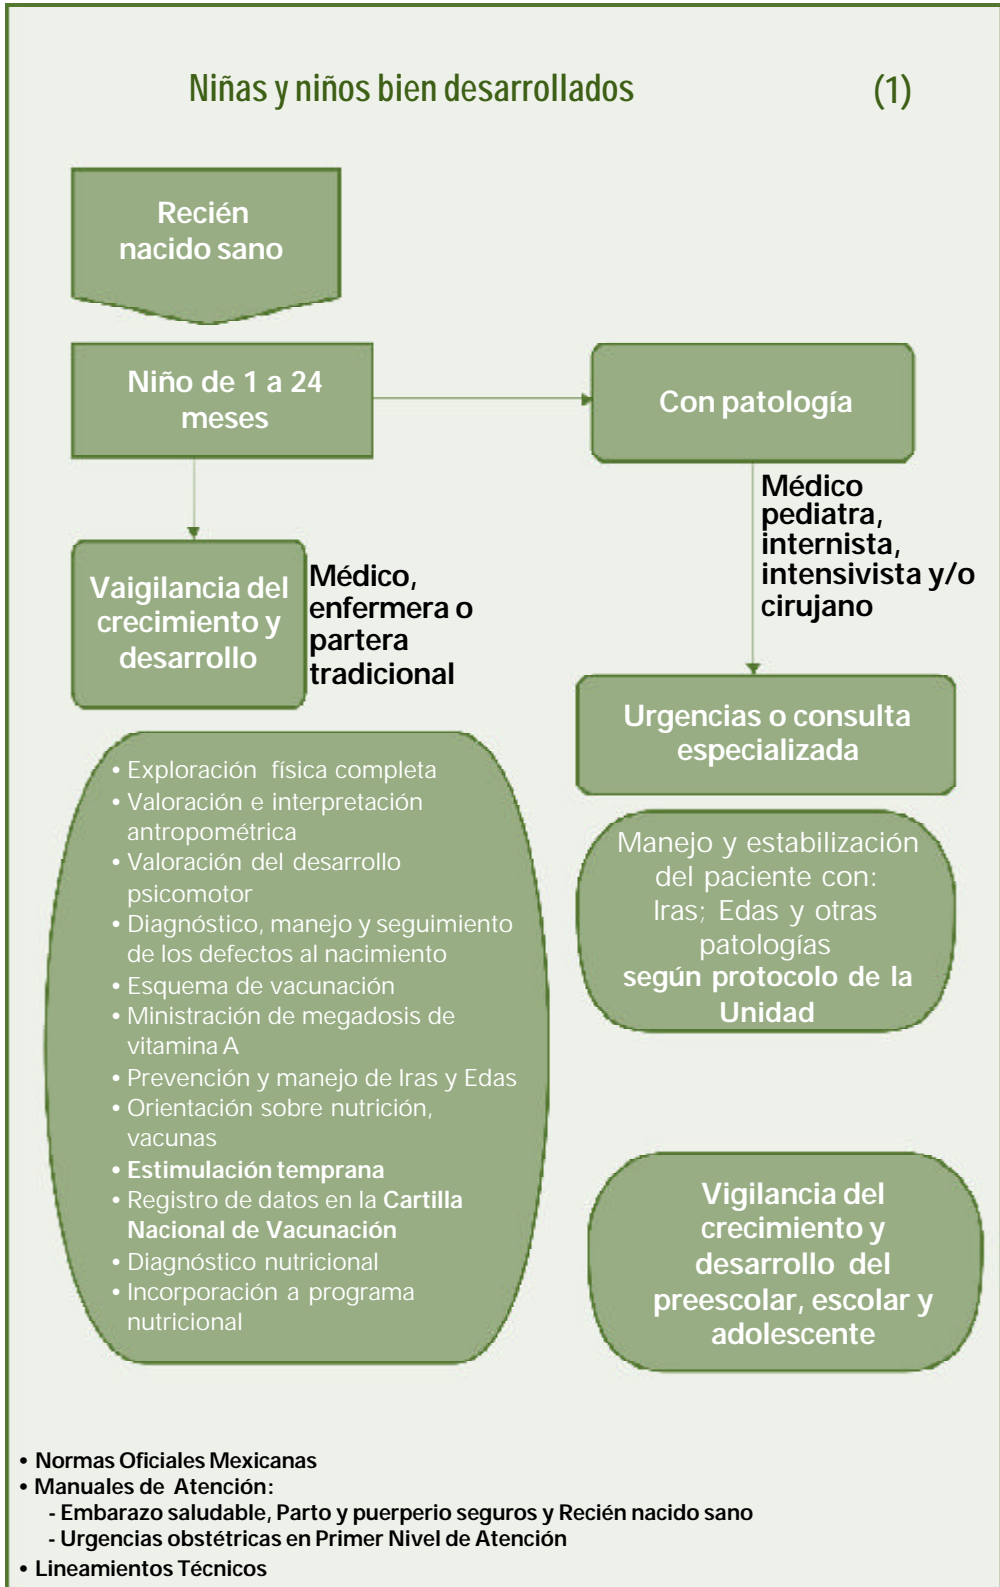 Niñas y niños bien desarrollados (1)
Recién
nacido sano
Niño de 1 a 24
meses
Con patología
Médico
pediatra,
internista,
intensivista y/o
cirujano
Vaigilancia del
crecimiento y
desarrollo
Médico,
enfermera o
partera
tradicional
Urgencias o consulta
especializada
• Exploración física completa
• Valoración e interpretación
antropométrica
• Valoración del desarrollo
psicomotor
• Diagnóstico, manejo y seguimiento
de los defectos al nacimiento
• Esquema de vacunación
• Ministración de megadosis de
vitamina A
• Prevención y manejo de Iras y Edas
• Orientación sobre nutrición,
vacunas
• Estimulación temprana
• Registro de datos en la Cartilla
Nacional de Vacunación
• Diagnóstico nutricional
• Incorporación a programa
nutricional
Manejo y estabilización
del paciente con:
Iras; Edas y otras
patologías
según protocolo de la
Unidad
Vigilancia del
crecimiento y
desarrollo del
preescolar, escolar y
adolescente
• Normas Oficiales Mexicanas
• Manuales de Atención:
- Embarazo saludable, Parto y puerperio seguros y Recién nacido sano
- Urgencias obstétricas en Primer Nivel de Atención
• Lineamientos Técnicos